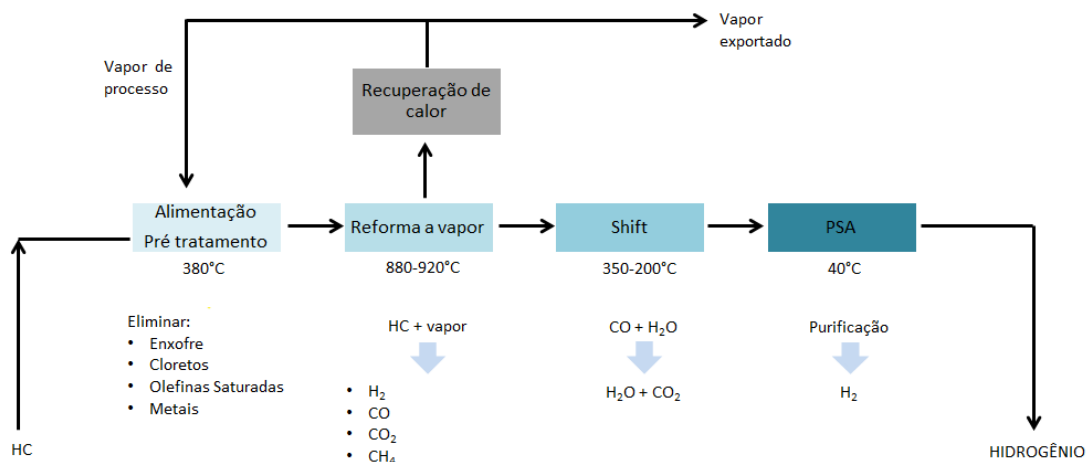 Vapor
exportado
Vapor de
processo
Recuperação de
calor
Alimentação
Pré tratamento
380°C
Reforma a vapor
880-920°C
Shift
350-200°C
PSA
40°C
Eliminar:
• Enxofre
• Cloretos
• Olefinas Saturadas
• Metais
HC + vapor
• H₂
• CO
• CO₂
• CH₄
CO + H₂O
H₂O + CO₂
Purificação
H₂
HC
HIDROGÊNIO